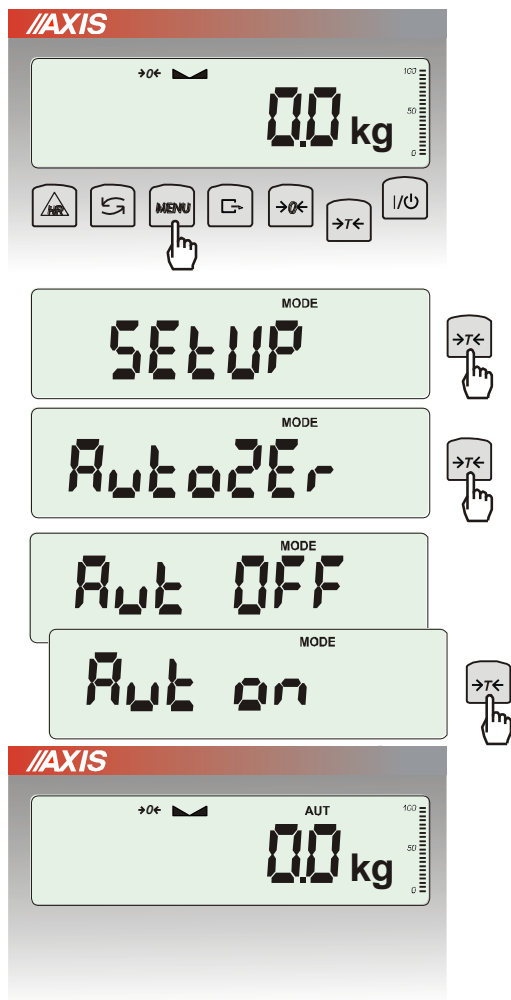 AXIS
→0← 100
0.0 kg 50
0
HR MENU →0← →T← I/⏻
MODE
SEtUP →T←
MODE
AutoZEr →T←
MODE
Aut OFF
MODE
Aut on →T←
AXIS
→0← AUT 100
0.0 kg 50
0